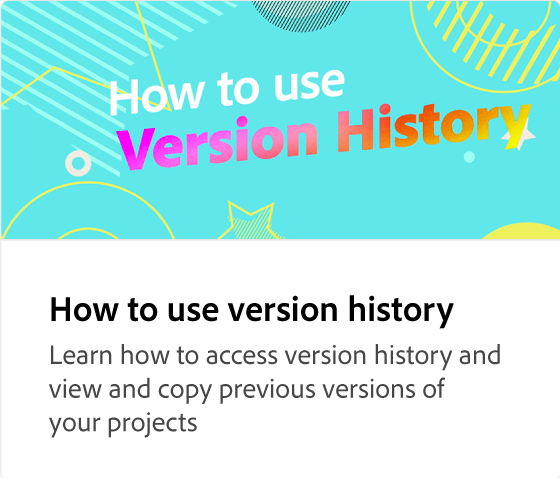 How to use
Version History
How to use version history
Learn how to access version history and
view and copy previous versions of
your projects